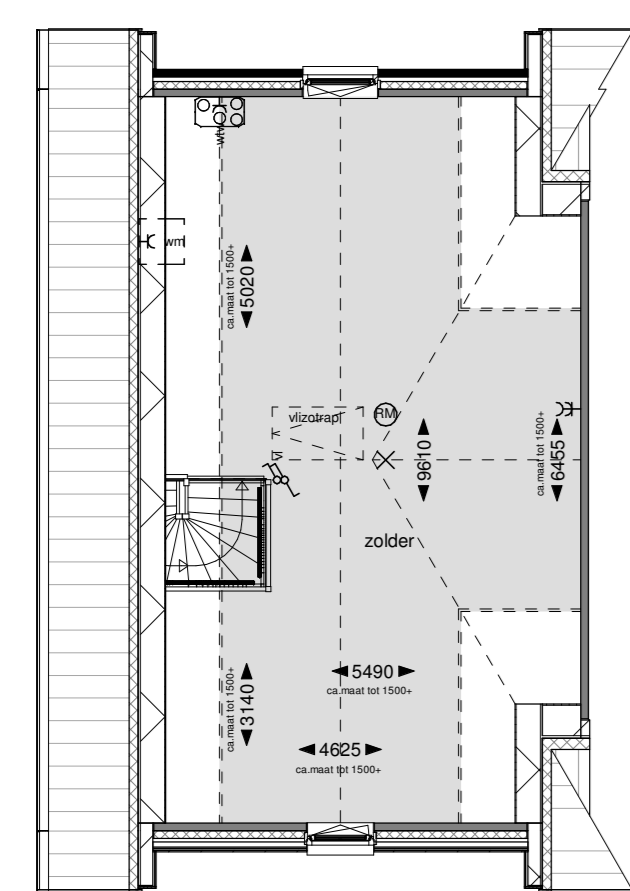 wtw
wm
ca.maat tot 1500+
5020
vlizotrap
RM
9610
ca.maat tot 1500+
6455
zolder
ca.maat tot 1500+
3140
5490
ca.maat tot 1500+
4625
ca.maat tot 1500+